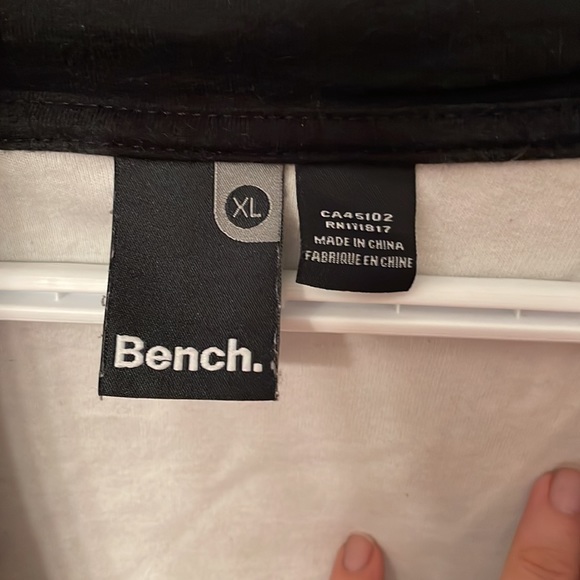 XL
Bench.
CA45102
RN111817
MADE IN CHINA
FABRIQUE EN CHINE